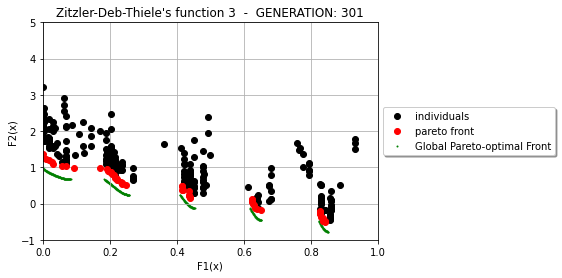 Zitzler-Deb-Thiele's function 3 - GENERATION: 301
5
4
3
2
1
0
−1
F2(x)
0.0 0.2 0.4 0.6 0.8 1.0
F1(x)
individuals
pareto front
Global Pareto-optimal Front